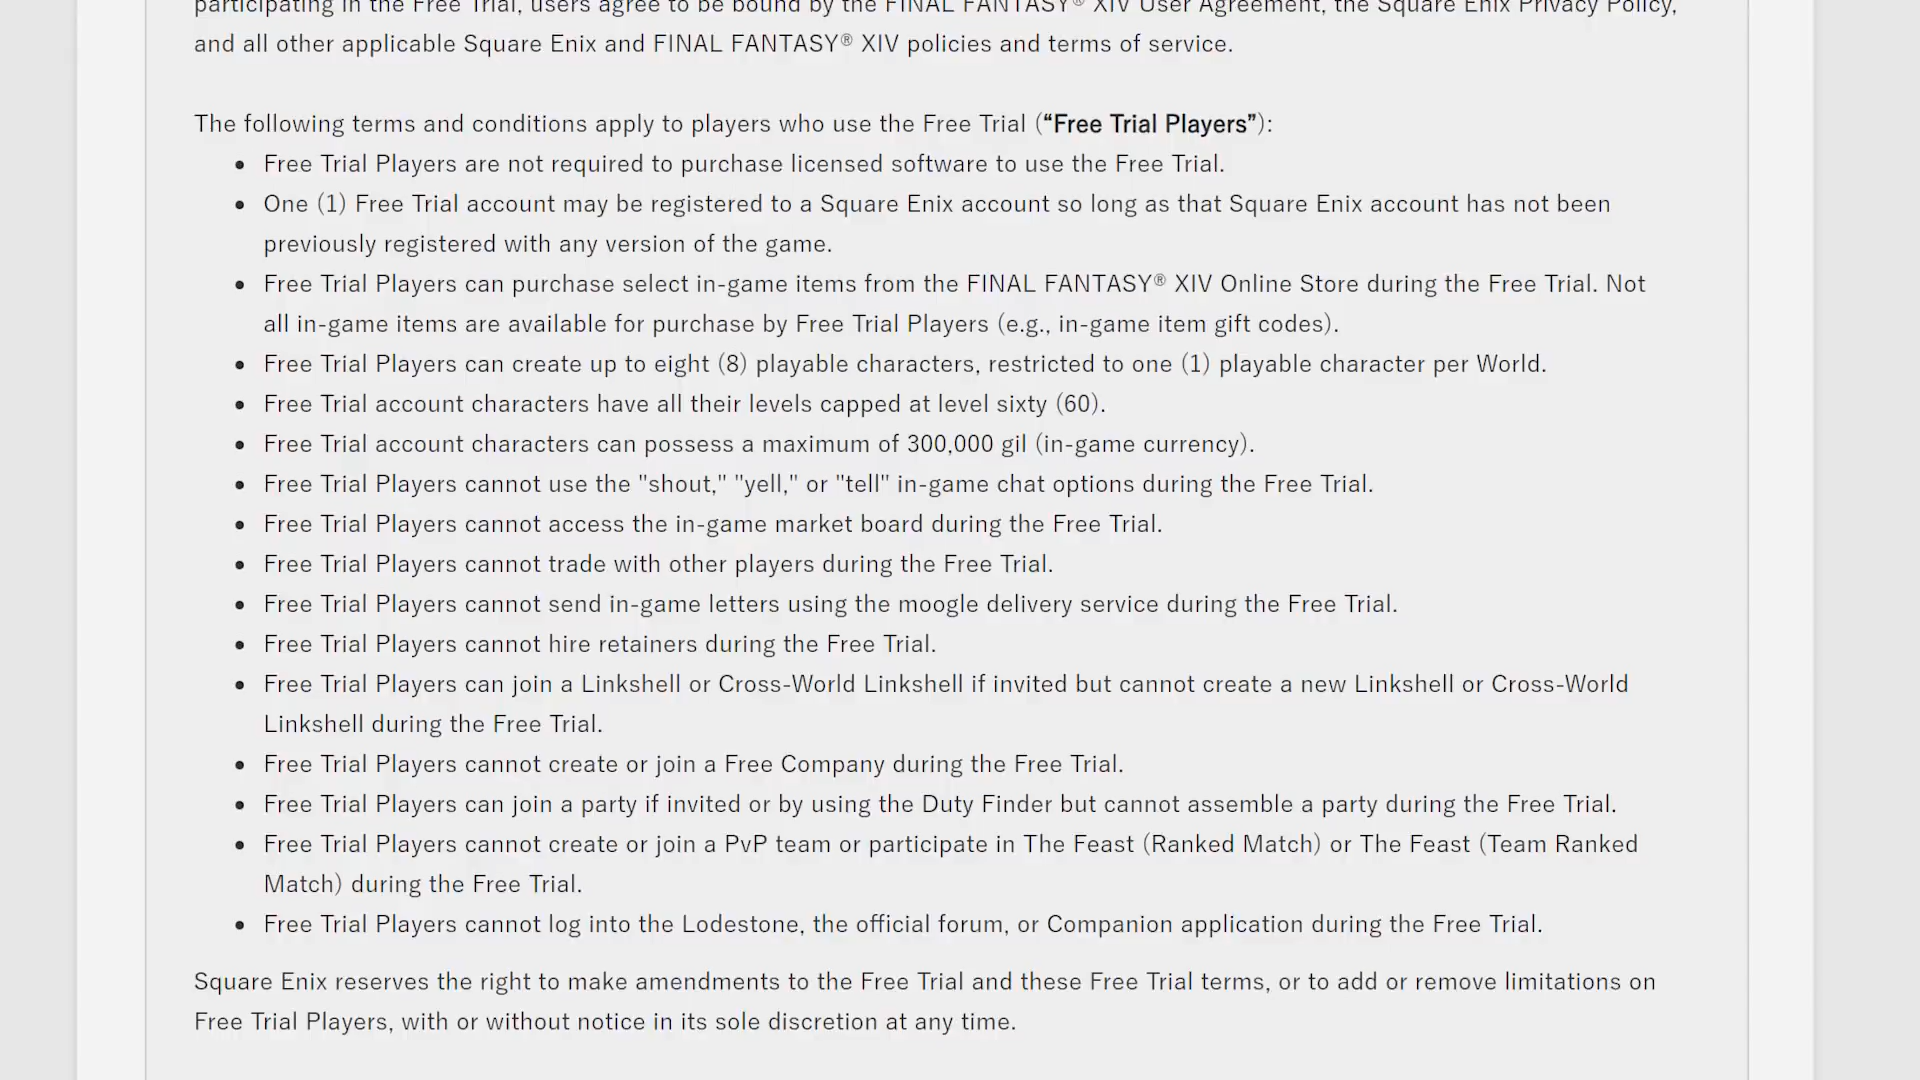 participating in the Free Trial, users agree to be bound by the FINAL FANTASY® XIV User Agreement, the Square Enix Privacy Policy,
and all other applicable Square Enix and FINAL FANTASY® XIV policies and terms of service.
The following terms and conditions apply to players who use the Free Trial (“Free Trial Players”):
• Free Trial Players are not required to purchase licensed software to use the Free Trial.
• One (1) Free Trial account may be registered to a Square Enix account so long as that Square Enix account has not been
previously registered with any version of the game.
• Free Trial Players can purchase select in-game items from the FINAL FANTASY® XIV Online Store during the Free Trial. Not
all in-game items are available for purchase by Free Trial Players (e.g., in-game item gift codes).
• Free Trial Players can create up to eight (8) playable characters, restricted to one (1) playable character per World.
• Free Trial account characters have all their levels capped at level sixty (60).
• Free Trial account characters can possess a maximum of 300,000 gil (in-game currency).
• Free Trial Players cannot use the "shout," "yell," or "tell" in-game chat options during the Free Trial.
• Free Trial Players cannot access the in-game market board during the Free Trial.
• Free Trial Players cannot trade with other players during the Free Trial.
• Free Trial Players cannot send in-game letters using the moogle delivery service during the Free Trial.
• Free Trial Players cannot hire retainers during the Free Trial.
• Free Trial Players can join a Linkshell or Cross-World Linkshell if invited but cannot create a new Linkshell or Cross-World
Linkshell during the Free Trial.
• Free Trial Players cannot create or join a Free Company during the Free Trial.
• Free Trial Players can join a party if invited or by using the Duty Finder but cannot assemble a party during the Free Trial.
• Free Trial Players cannot create or join a PvP team or participate in The Feast (Ranked Match) or The Feast (Team Ranked
Match) during the Free Trial.
• Free Trial Players cannot log into the Lodestone, the official forum, or Companion application during the Free Trial.
Square Enix reserves the right to make amendments to the Free Trial and these Free Trial terms, or to add or remove limitations on
Free Trial Players, with or without notice in its sole discretion at any time.